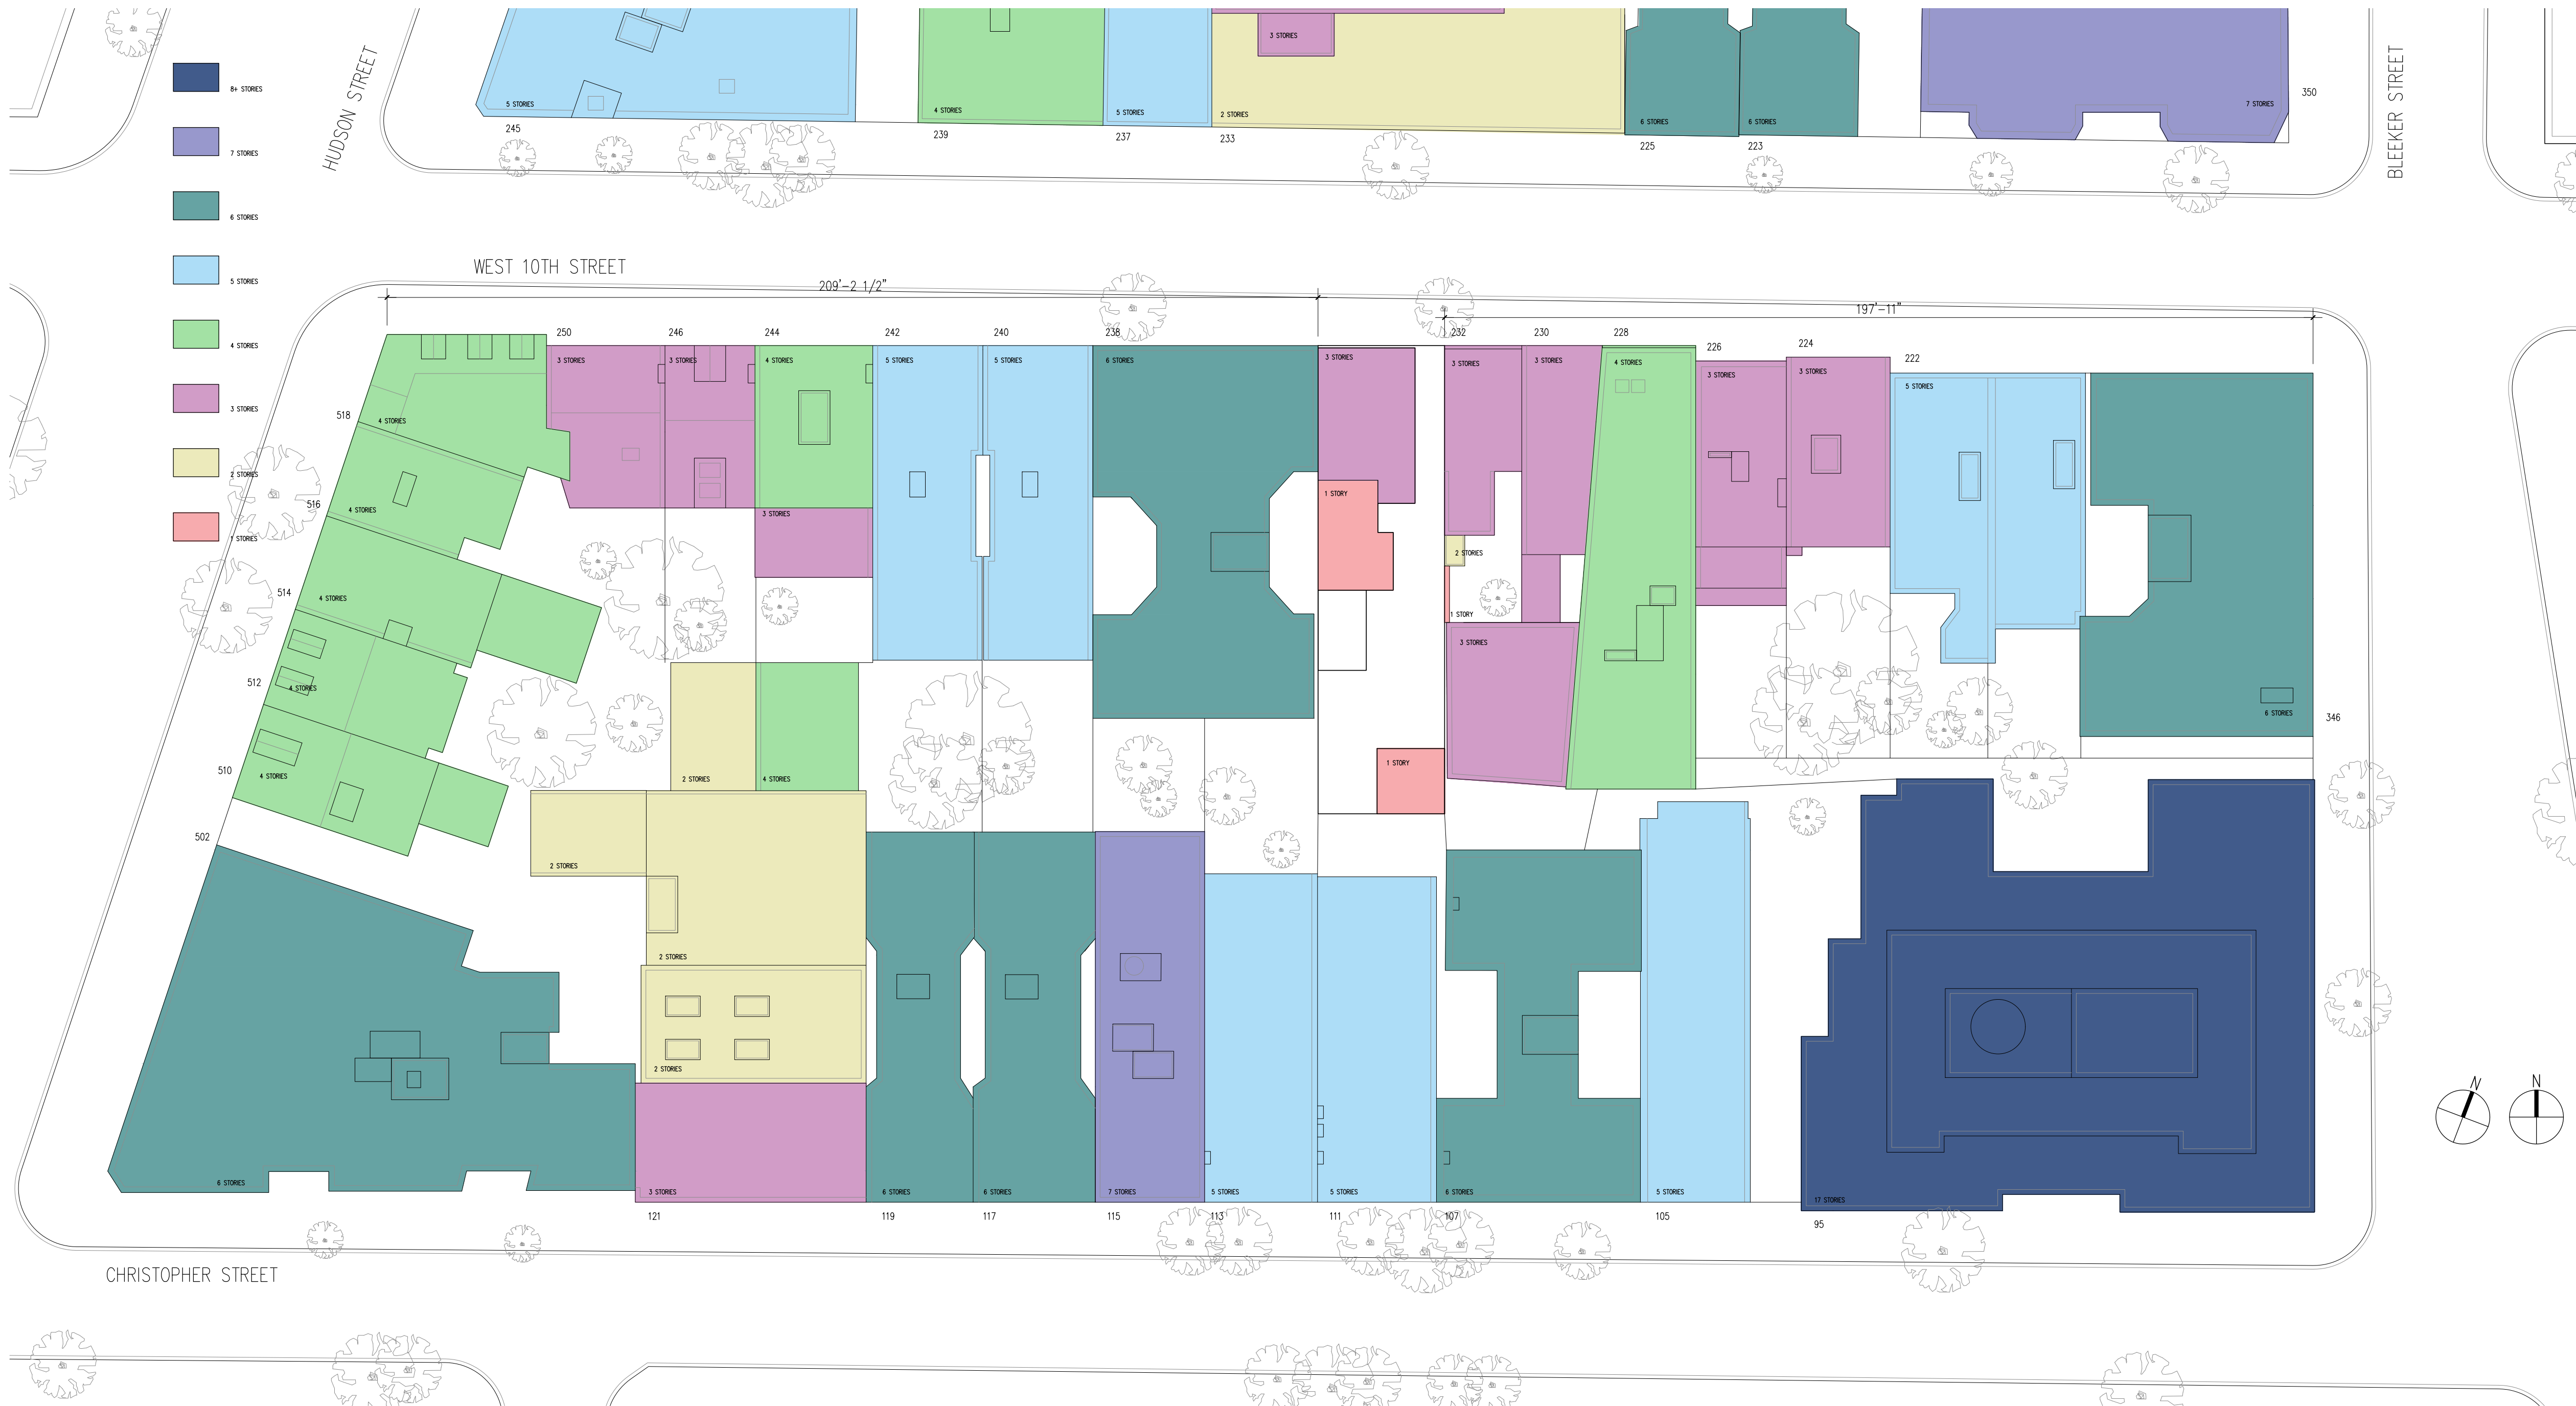 HUDSON STREET
BLEEKER STREET
WEST 10TH STREET
CHRISTOPHER STREET
8+ STORIES
7 STORIES
6 STORIES
5 STORIES
4 STORIES
3 STORIES
2 STORIES
1 STORIES
5 STORIES
245
4 STORIES
239
5 STORIES
237
3 STORIES
2 STORIES
233
6 STORIES
225
6 STORIES
223
7 STORIES
350
209'-2 1/2"
197'-11"
250
3 STORIES
246
3 STORIES
244
4 STORIES
3 STORIES
242
5 STORIES
240
5 STORIES
238
6 STORIES
3 STORIES
1 STORY
1 STORY
232
3 STORIES
2 STORIES
1 STORY
3 STORIES
230
3 STORIES
228
4 STORIES
226
3 STORIES
224
3 STORIES
222
5 STORIES
6 STORIES
346
518
4 STORIES
516
4 STORIES
514
4 STORIES
512
4 STORIES
510
4 STORIES
502
6 STORIES
2 STORIES
4 STORIES
2 STORIES
2 STORIES
2 STORIES
3 STORIES
121
6 STORIES
119
6 STORIES
117
7 STORIES
115
5 STORIES
113
5 STORIES
111
6 STORIES
107
5 STORIES
105
17 STORIES
95
N
N